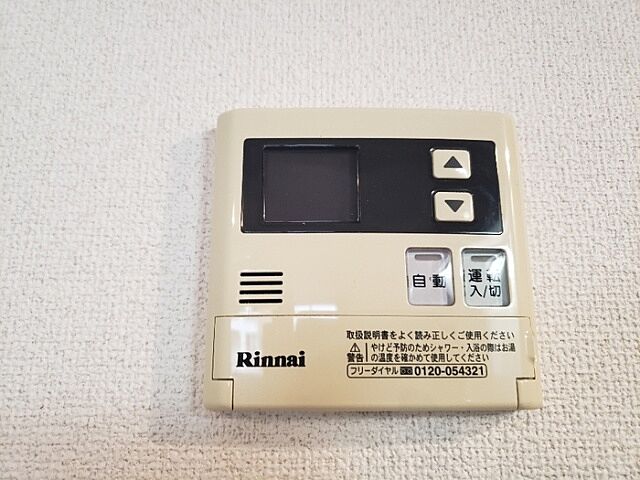 自動
運転
入/切
取扱説明書をよく読み正しくご使用ください
警告
やけど予防のためシャワー・入浴の際はお湯
の温度を確かめて使用してください
Rinnai
フリーダイヤル 0120-054321